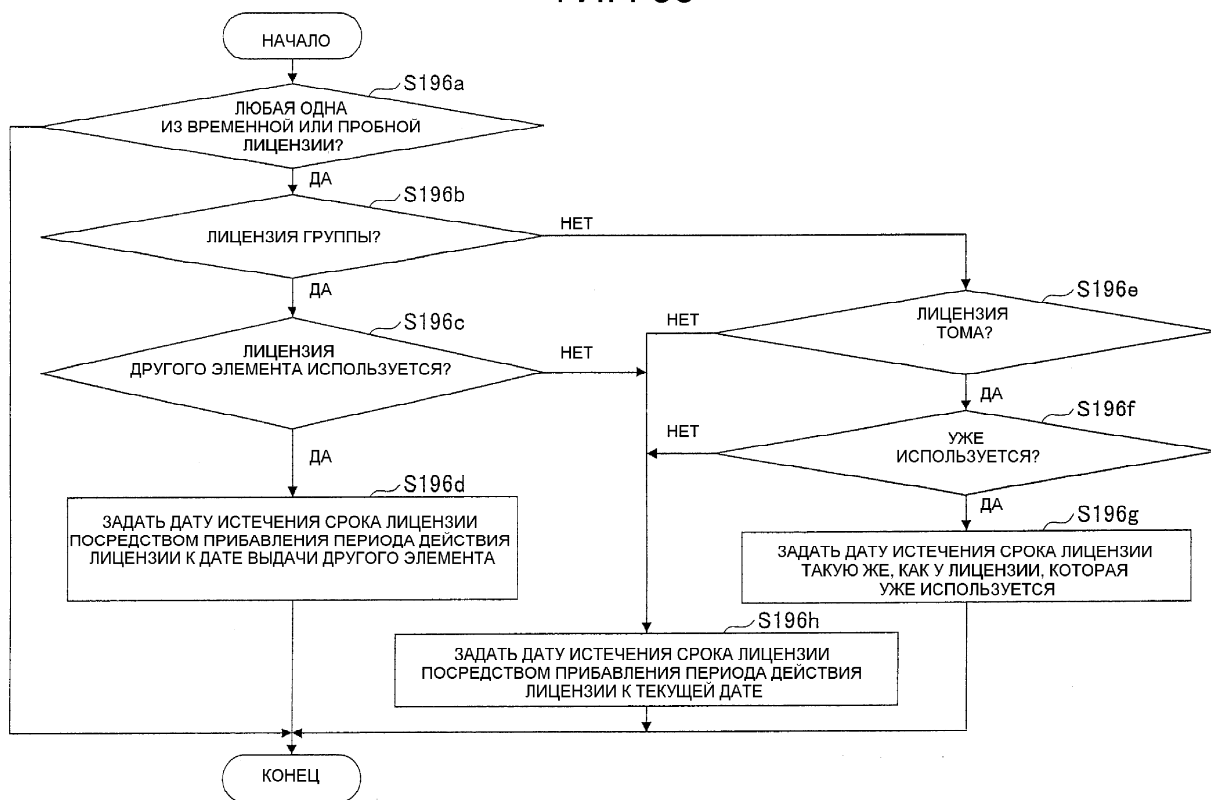 НАЧАЛО
S196a
ЛЮБАЯ ОДНА
ИЗ ВРЕМЕННОЙ ИЛИ ПРОБНОЙ
ЛИЦЕНЗИИ?
ДА
S196b
ЛИЦЕНЗИЯ ГРУППЫ?
НЕТ
ДА
S196c
ЛИЦЕНЗИЯ
ДРУГОГО ЭЛЕМЕНТА ИСПОЛЬЗУЕТСЯ?
НЕТ
ДА
S196d
ЗАДАТЬ ДАТУ ИСТЕЧЕНИЯ СРОКА ЛИЦЕНЗИИ
ПОСРЕДСТВОМ ПРИБАВЛЕНИЯ ПЕРИОДА ДЕЙСТВИЯ
ЛИЦЕНЗИИ К ДАТЕ ВЫДАЧИ ДРУГОГО ЭЛЕМЕНТА
S196e
ЛИЦЕНЗИЯ
ТОМА?
НЕТ
ДА
S196f
УЖЕ
ИСПОЛЬЗУЕТСЯ?
НЕТ
ДА
S196g
ЗАДАТЬ ДАТУ ИСТЕЧЕНИЯ СРОКА ЛИЦЕНЗИИ
ТАКУЮ ЖЕ, КАК У ЛИЦЕНЗИИ, КОТОРАЯ
УЖЕ ИСПОЛЬЗУЕТСЯ
S196h
ЗАДАТЬ ДАТУ ИСТЕЧЕНИЯ СРОКА ЛИЦЕНЗИИ
ПОСРЕДСТВОМ ПРИБАВЛЕНИЯ ПЕРИОДА ДЕЙСТВИЯ
ЛИЦЕНЗИИ К ТЕКУЩЕЙ ДАТЕ
КОНЕЦ